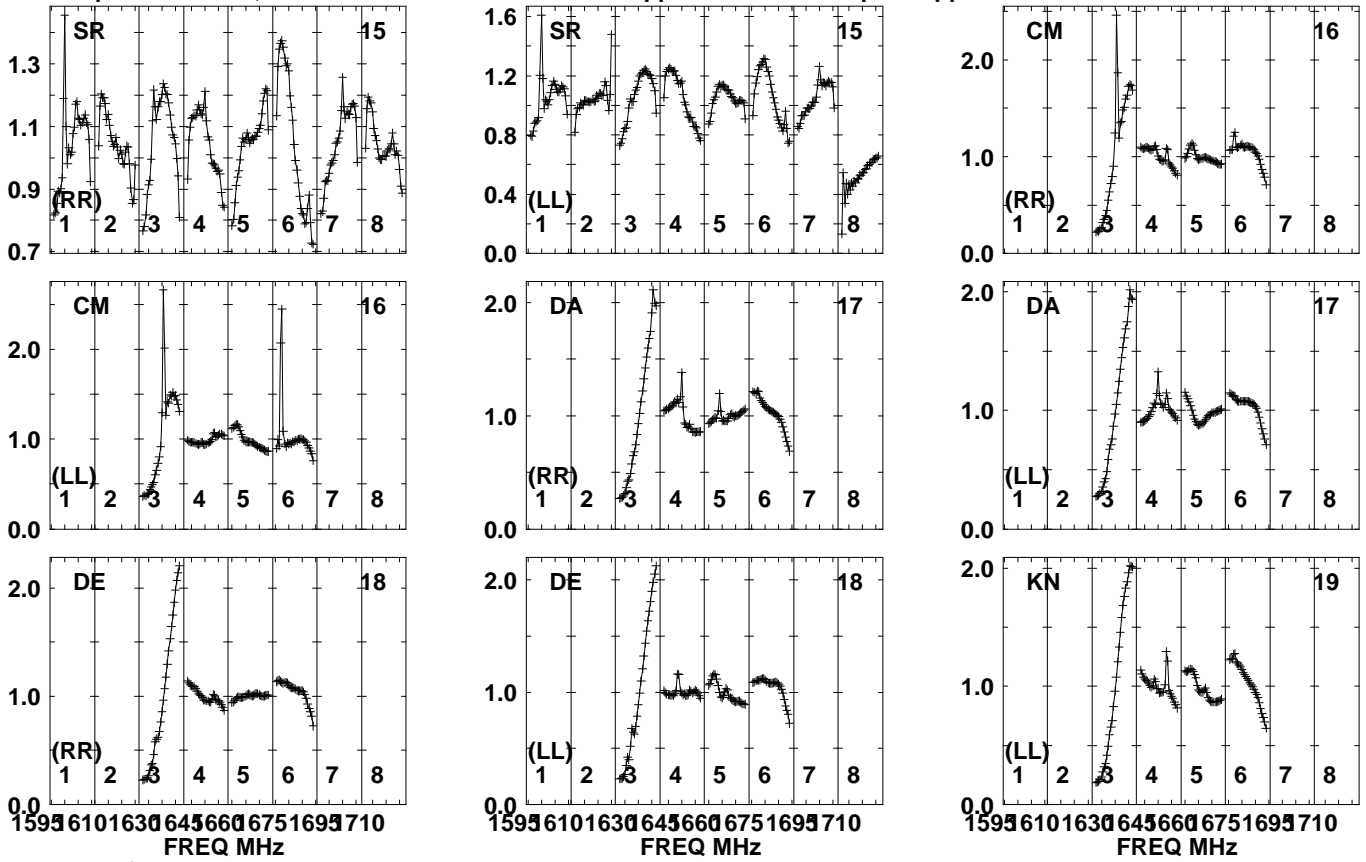 SR 15
1.3
1.1
0.9
0.7
(RR)
1 2 3 4 5 6 7 8
SR 15
1.6
1.2
0.8
0.4
0.0
(LL)
1 2 3 4 5 6 7 8
CM 16
2.0
1.0
0.0
(RR)
1 2 3 4 5 6 7 8
CM 16
2.0
1.0
0.0
(LL)
1 2 3 4 5 6 7 8
DA 17
2.0
1.0
0.0
(RR)
1 2 3 4 5 6 7 8
DA 17
2.0
1.0
0.0
(LL)
1 2 3 4 5 6 7 8
DE 18
2.0
1.0
0.0
(RR)
1 2 3 4 5 6 7 8
1595 1610 1630 1645 1660 1675 1695 1710
FREQ MHz
DE 18
2.0
1.0
0.0
(LL)
1 2 3 4 5 6 7 8
1595 1610 1630 1645 1660 1675 1695 1710
FREQ MHz
KN 19
2.0
1.0
0.0
(LL)
1 2 3 4 5 6 7 8
1595 1610 1630 1645 1660 1675 1695 1710
FREQ MHz